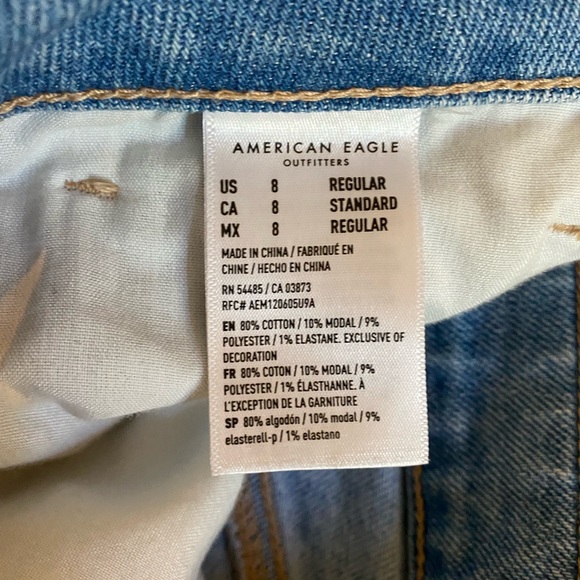 AMERICAN EAGLE
OUTFITTERS
US 8 REGULAR
CA 8 STANDARD
MX 8 REGULAR
MADE IN CHINA / FABRIQUÉ EN
CHINE / HECHO EN CHINA
RN 54485 / CA 03873
RFC# AEM120605U9A
EN 80% COTTON / 10% MODAL / 9%
POLYESTER / 1% ELASTANE. EXCLUSIVE OF
DECORATION
FR 80% COTON / 10% MODAL / 9%
POLYESTER / 1% ÉLASTHANNE. À
L'EXCEPTION DE LA GARNITURE
SP 80% algodón / 10% modal / 9%
elasterell-p / 1% elastano